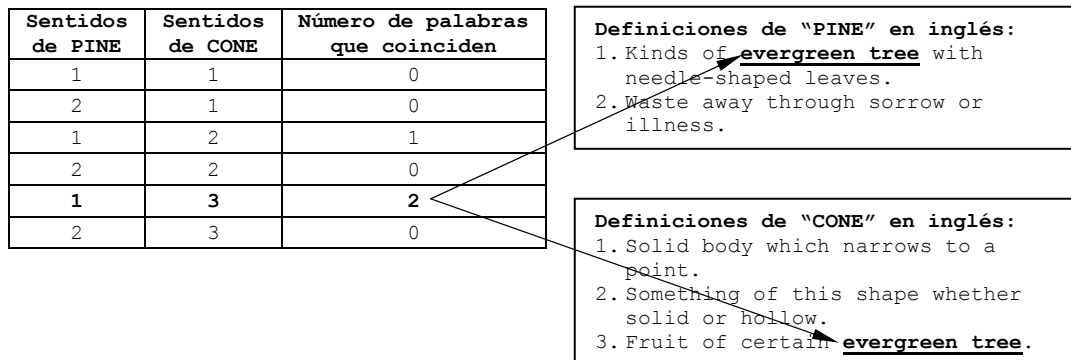 Sentidos de PINE Sentidos de CONE Número de palabras que coinciden
1 1 0
2 1 0
1 2 1
2 2 0
1 3 2
2 3 0
Definiciones de “PINE” en inglés:
1. Kinds of evergreen tree with
needle-shaped leaves.
2. Waste away through sorrow or
illness.
Definiciones de “CONE” en inglés:
1. Solid body which narrows to a
point.
2. Something of this shape whether
solid or hollow.
3. Fruit of certain evergreen tree.